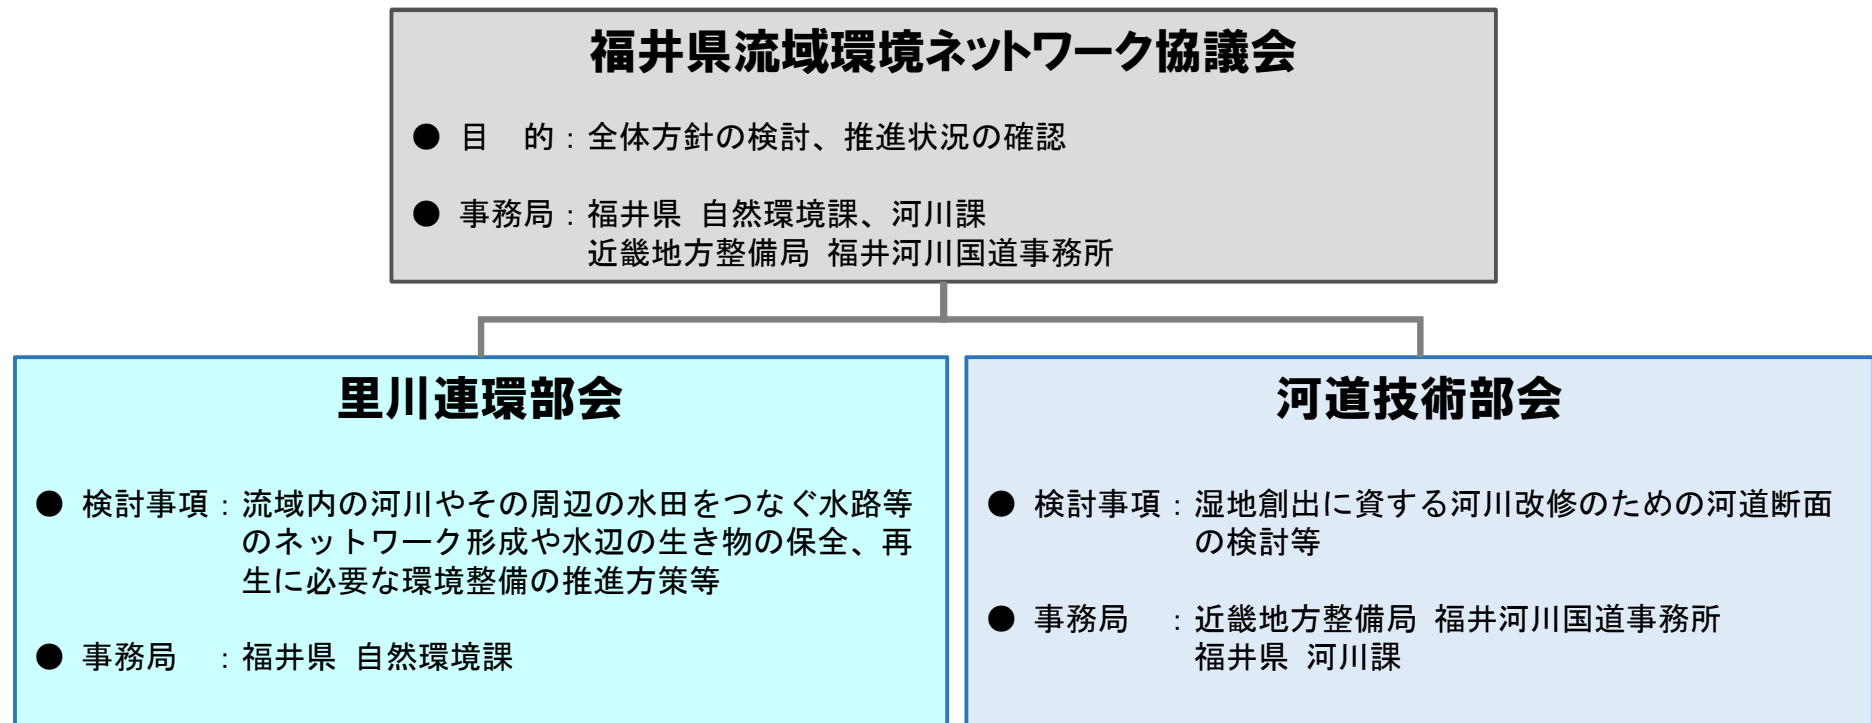 福井県流域環境ネットワーク協議会
● 目　的：全体方針の検討、推進状況の確認
● 事務局：福井県 自然環境課、河川課
近畿地方整備局 福井河川国道事務所
里川連環部会
● 検討事項：流域内の河川やその周辺の水田をつなぐ水路等
のネットワーク形成や水辺の生き物の保全、再
生に必要な環境整備の推進方策等
● 事務局　：福井県 自然環境課
河道技術部会
● 検討事項：湿地創出に資する河川改修のための河道断面
の検討等
● 事務局　：近畿地方整備局 福井河川国道事務所
福井県 河川課